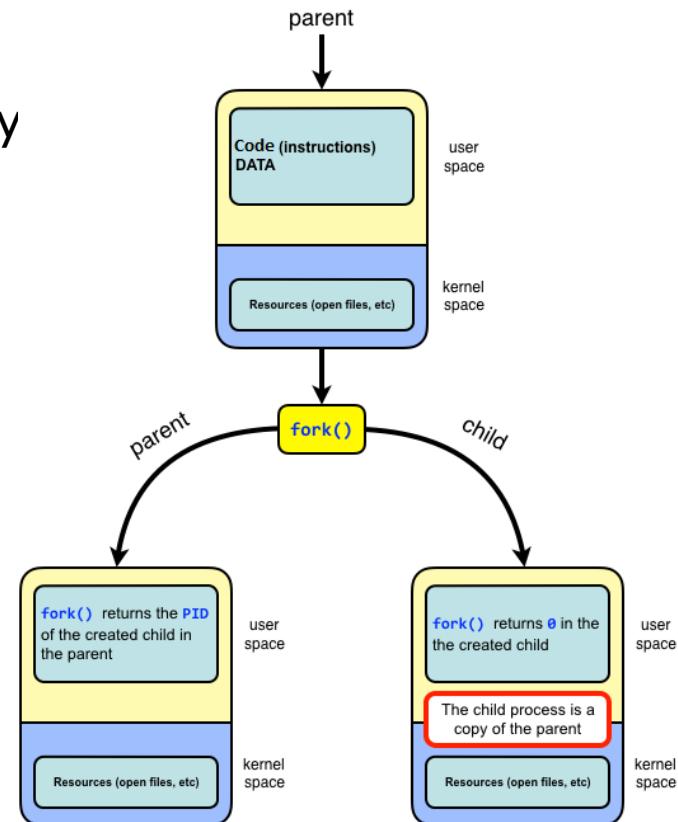 parent
y
Code (instructions)
DATA
user
space
Resources (open files, etc)
kernel
space
fork()
parent
child
fork() returns the PID
of the created child in
the parent
user
space
Resources (open files, etc)
kernel
space
fork() returns 0 in the
the created child
user
space
The child process is a
copy of the parent
Resources (open files, etc)
kernel
space